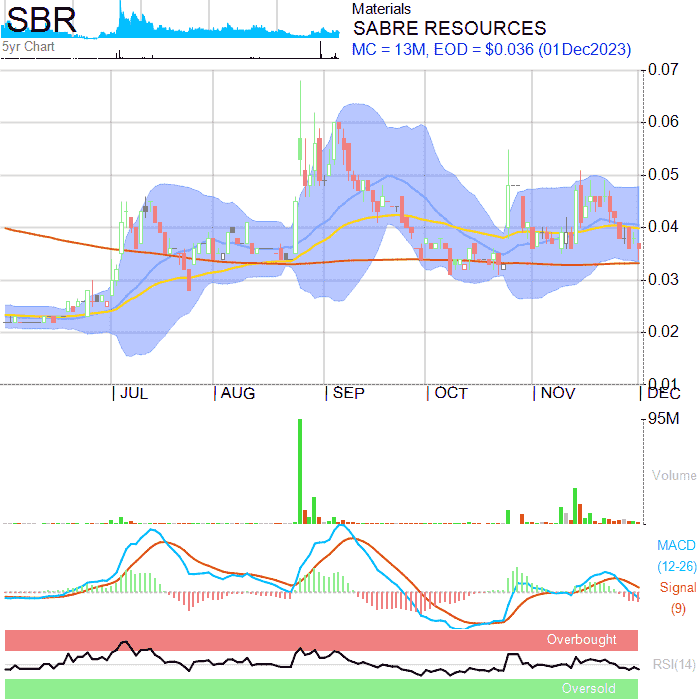 SBR
5yr Chart
Materials
SABRE RESOURCES
MC = 13M, EOD = $0.036 (01Dec2023)
0.07
0.06
0.05
0.04
0.03
0.02
0.01
JUL AUG SEP OCT NOV DEC
95M
Volume
MACD
(12-26)
Signal
(9)
Overbought
RSI(14)
Oversold